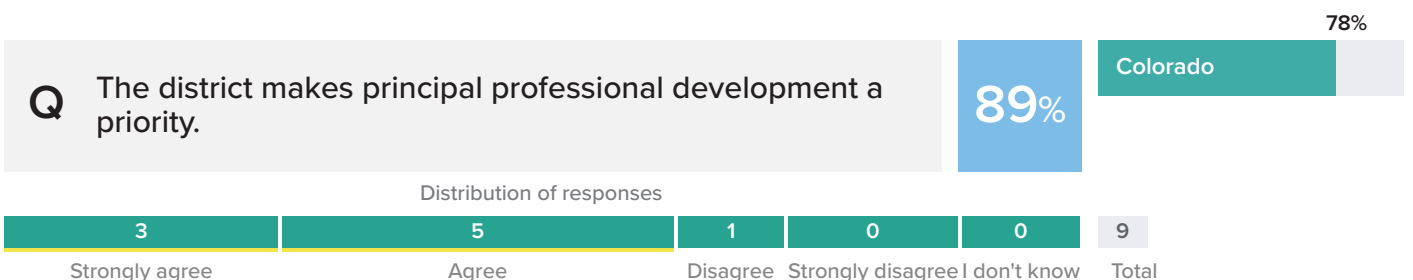 78%
Q
The district makes principal professional development a
priority.
89%
Colorado
Distribution of responses
3 5 1 0 0 9
Strongly agree Agree Disagree Strongly disagree I don't know Total